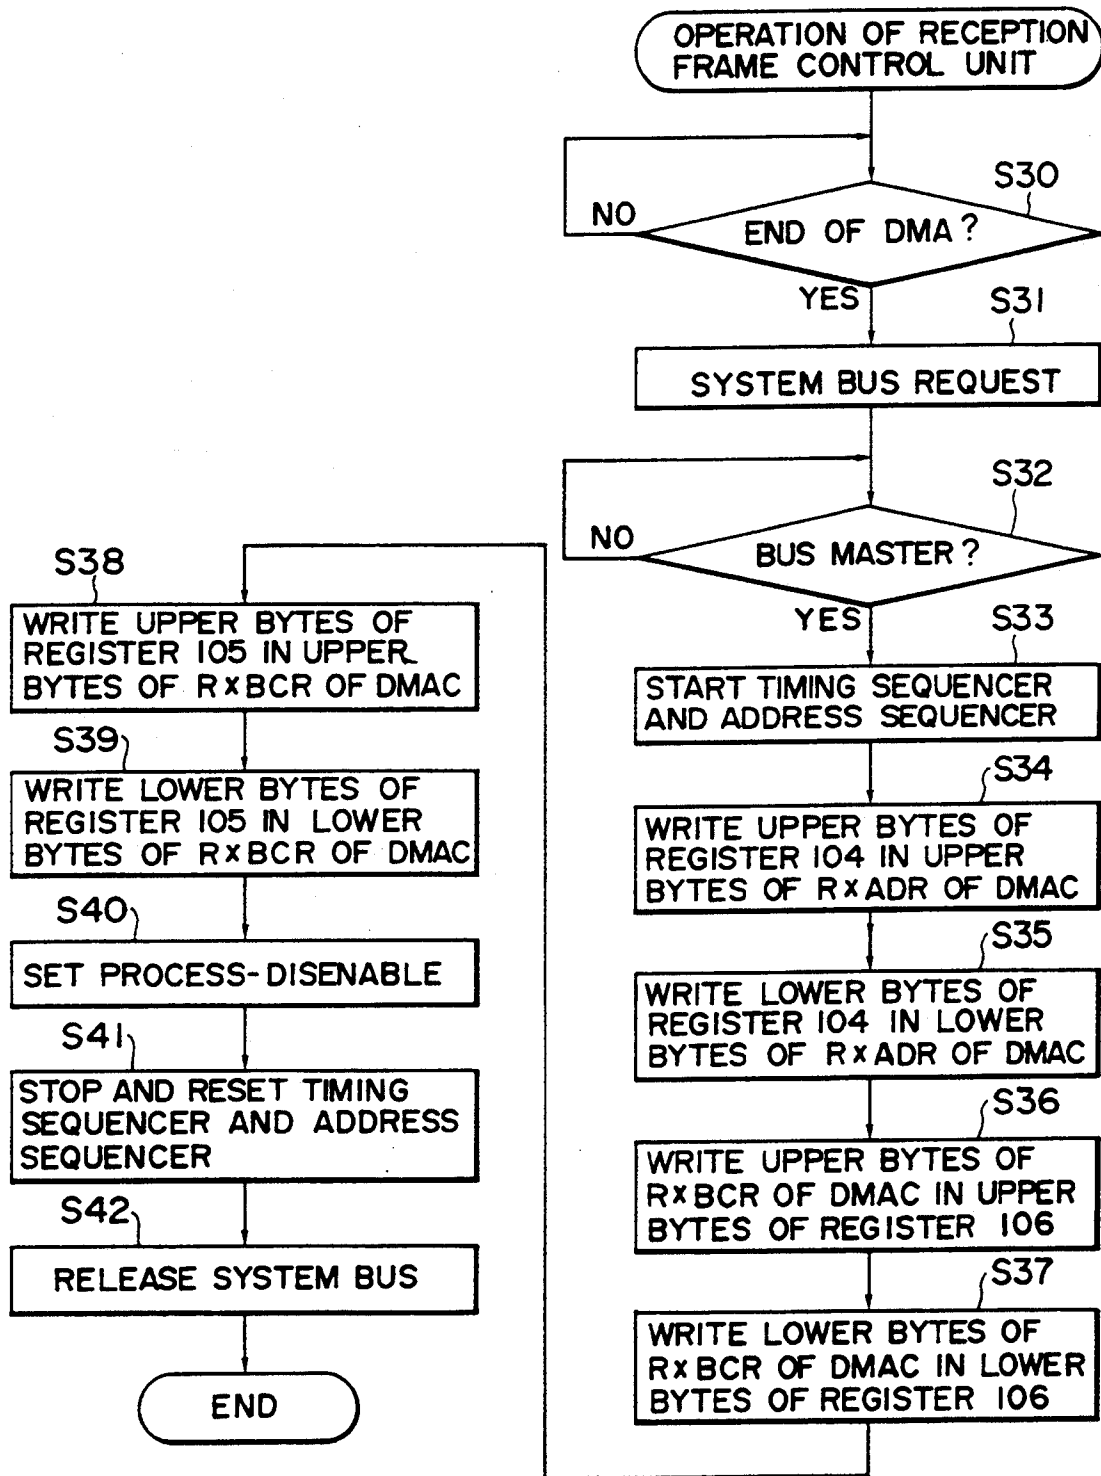 OPERATION OF RECEPTION
FRAME CONTROL UNIT
S30
NO
END OF DMA?
YES
S31
SYSTEM BUS REQUEST
S32
NO
BUS MASTER?
YES
S33
START TIMING SEQUENCER
AND ADDRESS SEQUENCER
S34
WRITE UPPER BYTES OF
REGISTER 104 IN UPPER
BYTES OF R×ADR OF DMAC
S35
WRITE LOWER BYTES OF
REGISTER 104 IN LOWER
BYTES OF R×ADR OF DMAC
S36
WRITE UPPER BYTES OF
R×BCR OF DMAC IN UPPER
BYTES OF REGISTER 106
S37
WRITE LOWER BYTES OF
R×BCR OF DMAC IN LOWER
BYTES OF REGISTER 106
S38
WRITE UPPER BYTES OF
REGISTER 105 IN UPPER
BYTES OF R×BCR OF DMAC
S39
WRITE LOWER BYTES OF
REGISTER 105 IN LOWER
BYTES OF R×BCR OF DMAC
S40
SET PROCESS-DISENABLE
S41
STOP AND RESET TIMING
SEQUENCER AND ADDRESS
SEQUENCER
S42
RELEASE SYSTEM BUS
END